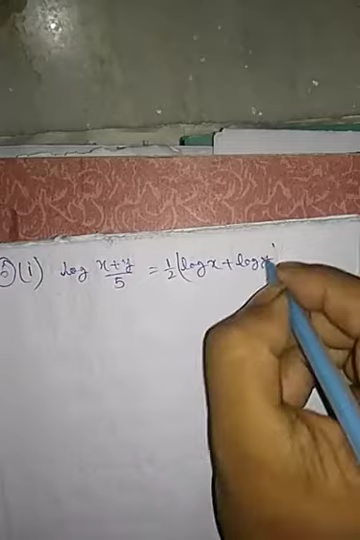 5 (i) log x+y/5 = 1/2 (log x + log y)